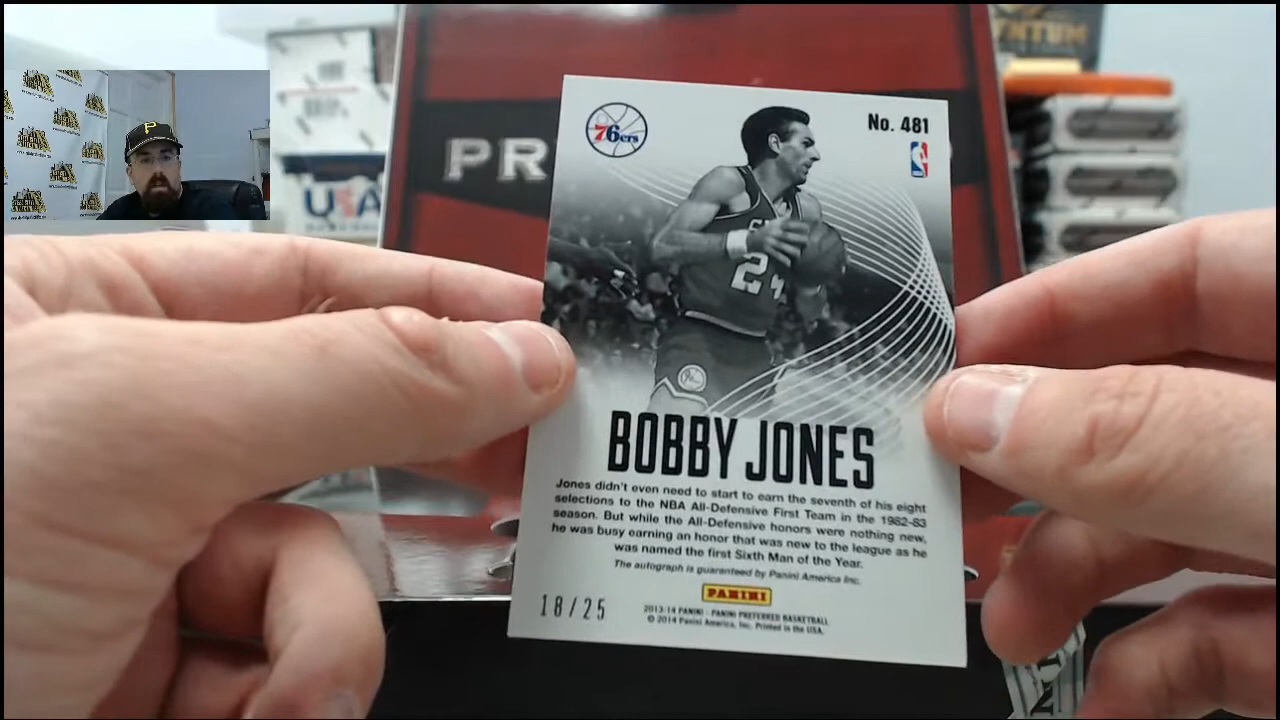 P
PR
USA
76ers
No. 481
24
BOBBY JONES
Jones didn't even need to start to earn the seventh of his eight
selections to the NBA All-Defensive First Team in the 1982-83
season. But while the All-Defensive honors were nothing new,
he was busy earning an honor that was new to the league as he
was named the first Sixth Man of the Year.
The autograph is guaranteed by Panini America Inc.
PANINI
18/25
2013-14 PANINI - PANINI PREFERRED BASKETBALL
© 2014 Panini America, Inc. Printed in the USA.